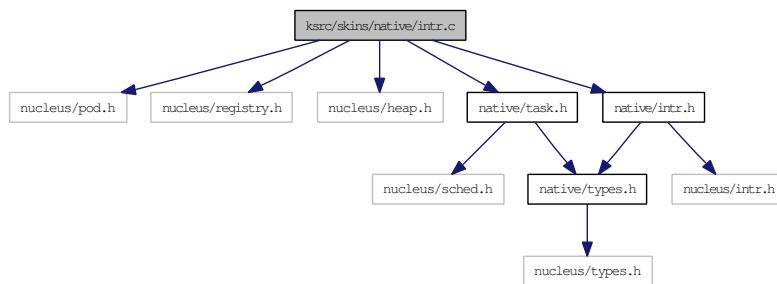 ksrc/skins/native/intr.c
nucleus/pod.h
nucleus/registry.h
nucleus/heap.h
native/task.h
native/intr.h
nucleus/sched.h
native/types.h
nucleus/intr.h
nucleus/types.h